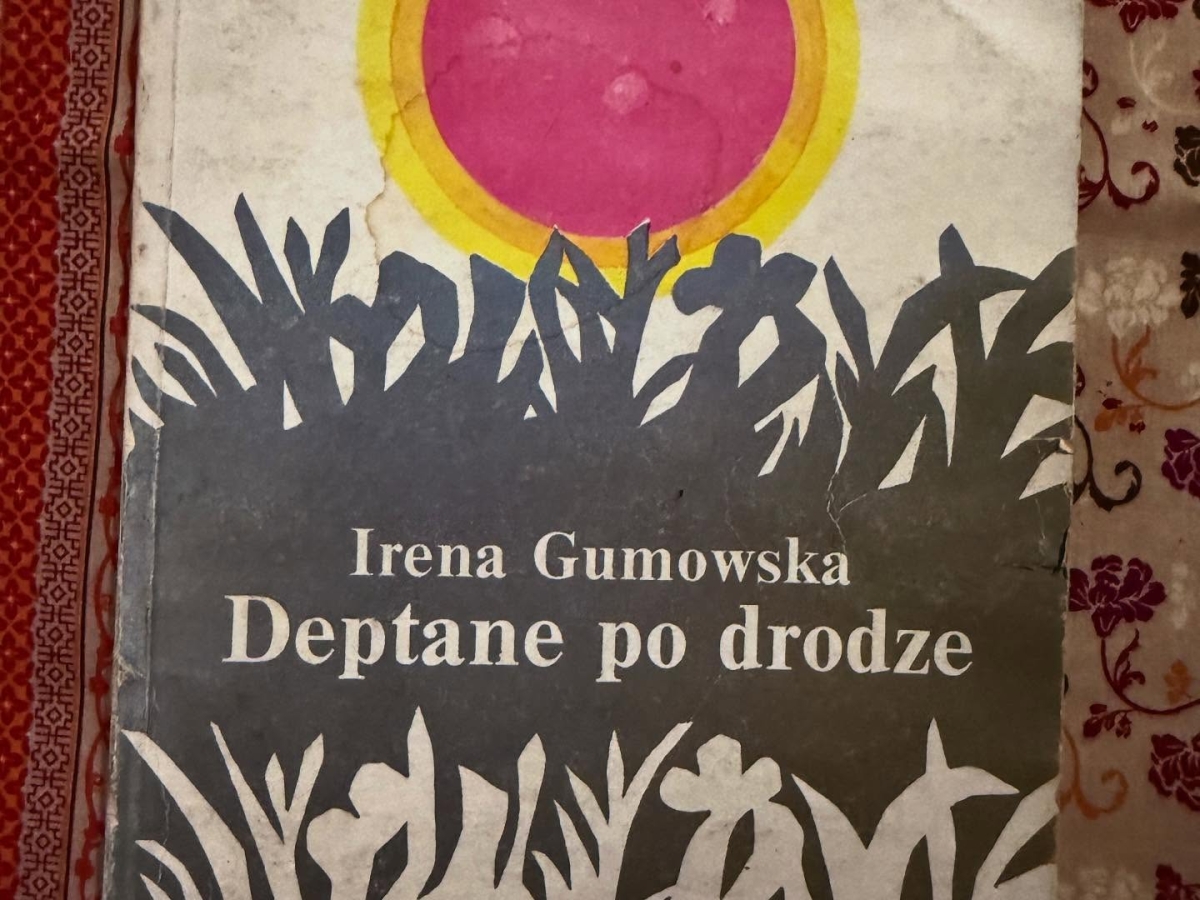 Irena Gumowska
Deptane po drodze